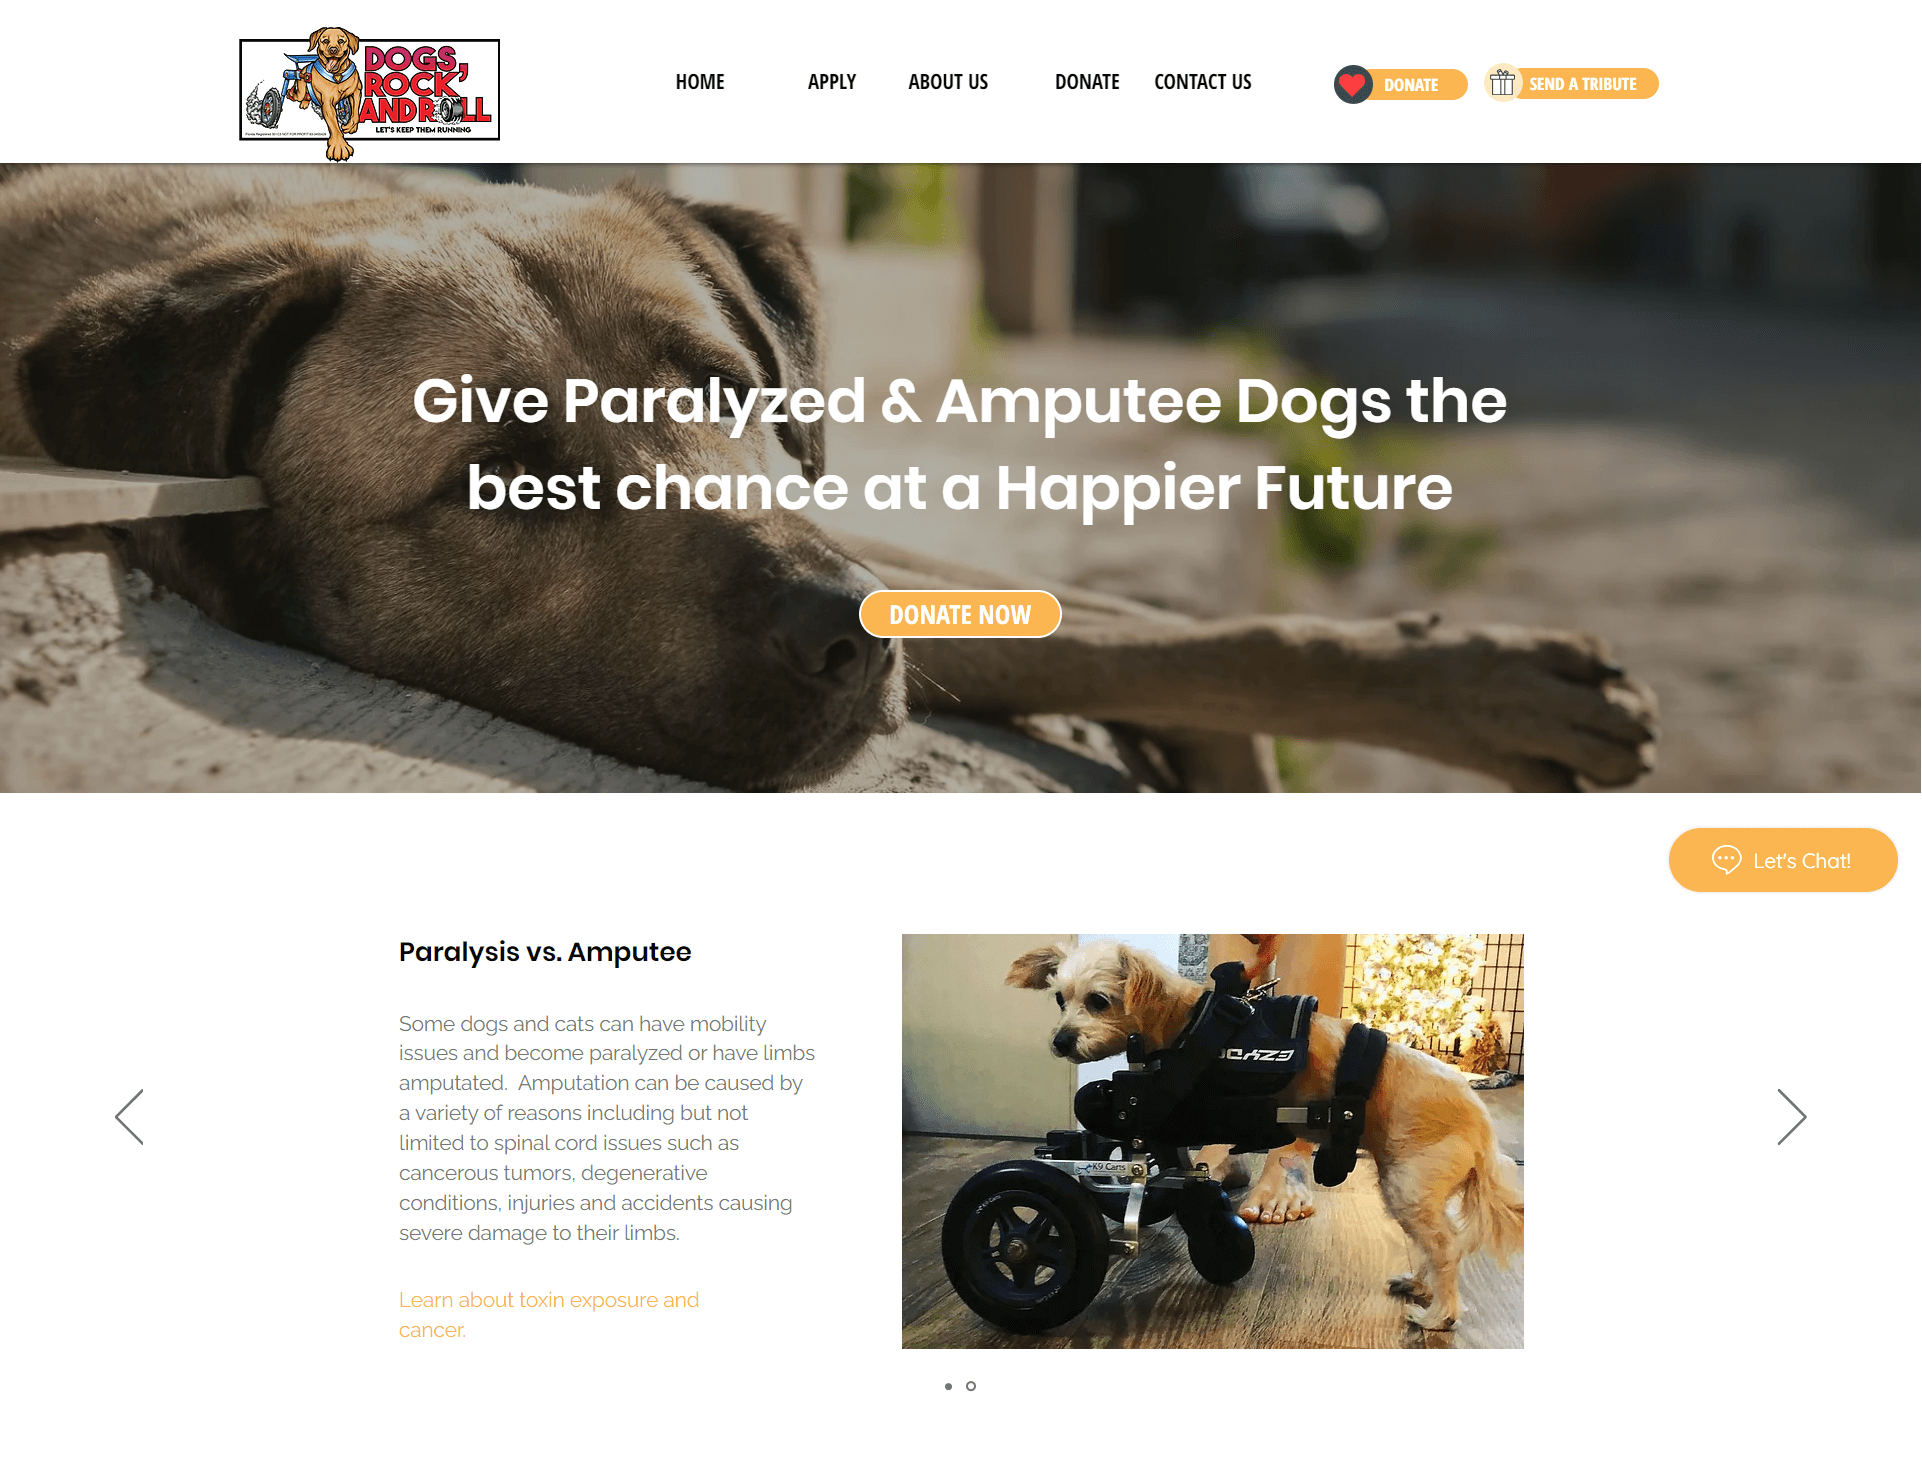 DOGS,
ROCK
AND ROLL
LET'S KEEP THEM RUNNING
HOME
APPLY
ABOUT US
DONATE
CONTACT US
DONATE
SEND A TRIBUTE
Give Paralyzed & Amputee Dogs the
best chance at a Happier Future
DONATE NOW
Let's Chat!
Paralysis vs. Amputee
Some dogs and cats can have mobility
issues and become paralyzed or have limbs
amputated. Amputation can be caused by
a variety of reasons including but not
limited to spinal cord issues such as
cancerous tumors, degenerative
conditions, injuries and accidents causing
severe damage to their limbs.
Learn about toxin exposure and
cancer.
K9 Carts